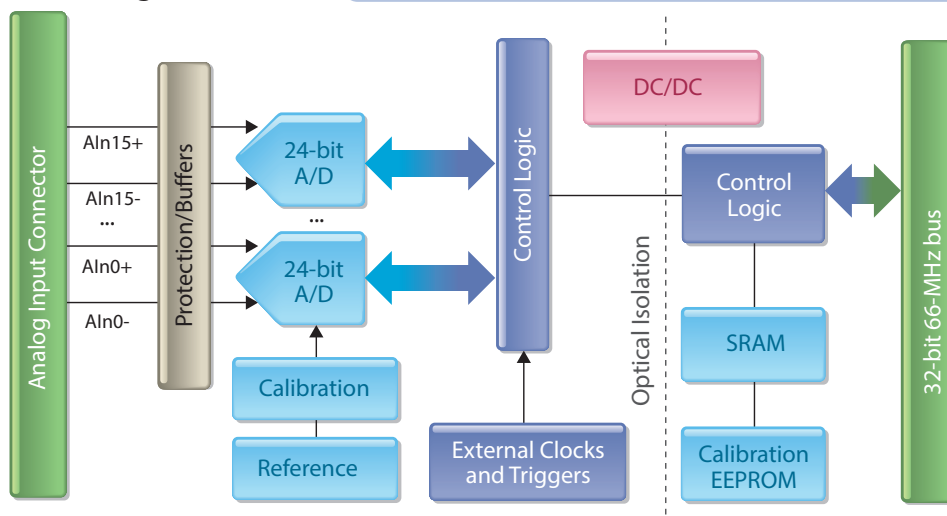 Analog Input Connector
AIn15+
AIn15-
...
AIn0+
AIn0-
Protection/Buffers
24-bit
A/D
...
24-bit
A/D
Calibration
Reference
Control Logic
External Clocks
and Triggers
DC/DC
Optical Isolation
Control
Logic
SRAM
Calibration
EEPROM
32-bit 66-MHz bus